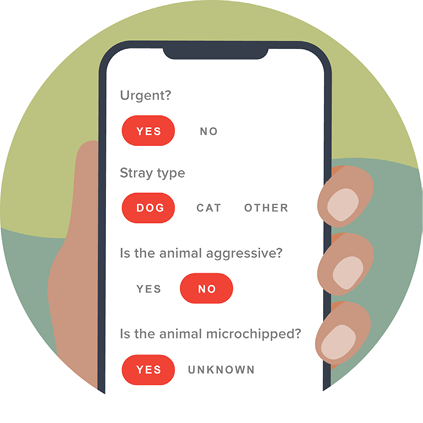 Urgent?
YES NO
Stray type
DOG CAT OTHER
Is the animal aggressive?
YES NO
Is the animal microchipped?
YES UNKNOWN